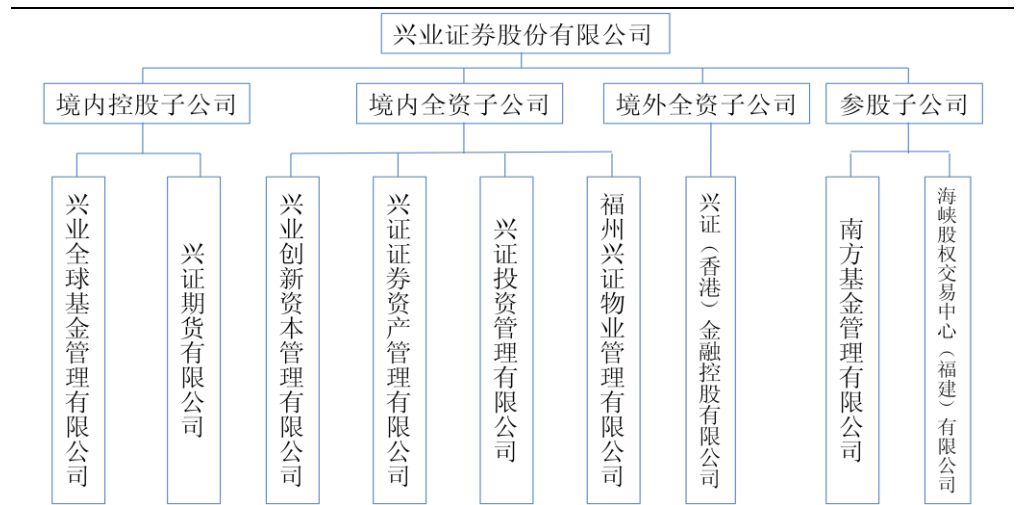 兴业证券股份有限公司
境内控股子公司
境内全资子公司
境外全资子公司
参股子公司
兴业全球基金管理有限公司
兴证期货有限公司
兴业创新资本管理有限公司
兴证证券资产管理有限公司
兴证投资管理有限公司
福州兴证物业管理有限公司
兴证（香港）金融控股有限公司
南方基金管理有限公司
海峡股权交易中心（福建）有限公司